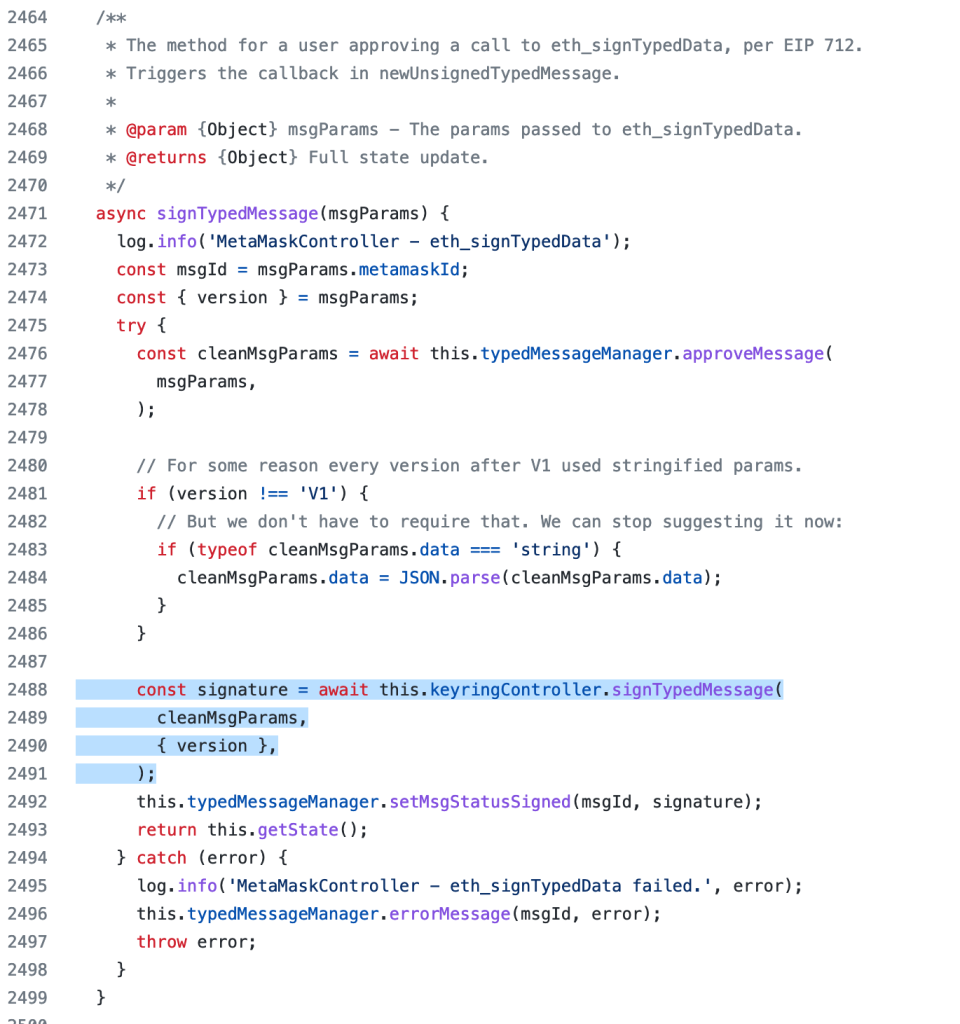 2464 /**
2465 * The method for a user approving a call to eth_signTypedData, per EIP 712.
2466 * Triggers the callback in newUnsignedTypedMessage.
2467 *
2468 * @param {Object} msgParams – The params passed to eth_signTypedData.
2469 * @returns {Object} Full state update.
2470 */
2471 async signTypedMessage(msgParams) {
2472 log.info('MetaMaskController – eth_signTypedData');
2473 const msgId = msgParams.metamaskId;
2474 const { version } = msgParams;
2475 try {
2476 const cleanMsgParams = await this.typedMessageManager.approveMessage(
2477 msgParams,
2478 );
2479
2480 // For some reason every version after V1 used stringified params.
2481 if (version !== 'V1') {
2482 // But we don't have to require that. We can stop suggesting it now:
2483 if (typeof cleanMsgParams.data === 'string') {
2484 cleanMsgParams.data = JSON.parse(cleanMsgParams.data);
2485 }
2486 }
2487
2488 const signature = await this.keyringController.signTypedMessage(
2489 cleanMsgParams,
2490 { version },
2491 );
2492 this.typedMessageManager.setMsgStatusSigned(msgId, signature);
2493 return this.getState();
2494 } catch (error) {
2495 log.info('MetaMaskController – eth_signTypedData failed.', error);
2496 this.typedMessageManager.errorMessage(msgId, error);
2497 throw error;
2498 }
2499 }